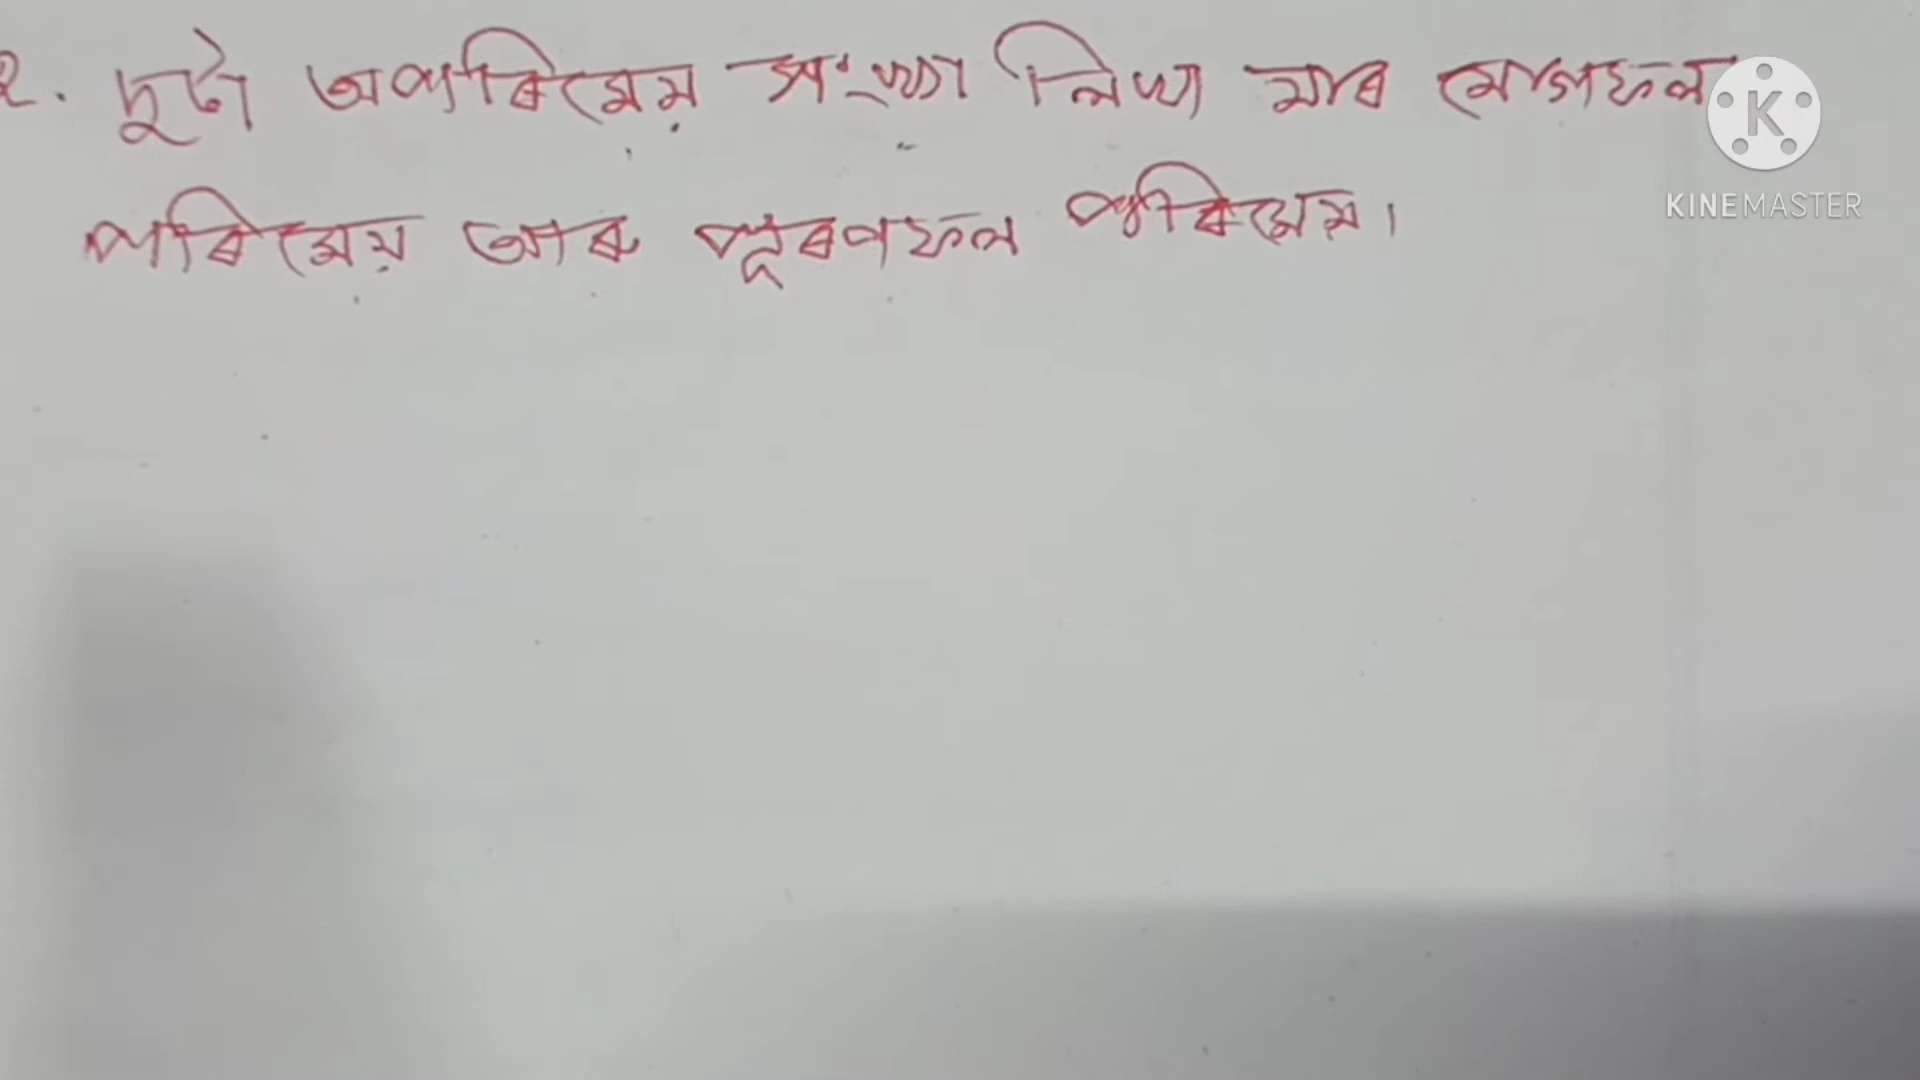 ২. দুটা অপৰিমেয় সংখ্যা লিখা যাৰ যোগফল
পৰিমেয় আৰু পূৰণফল পৰিমেয়।
K
KINEMASTER